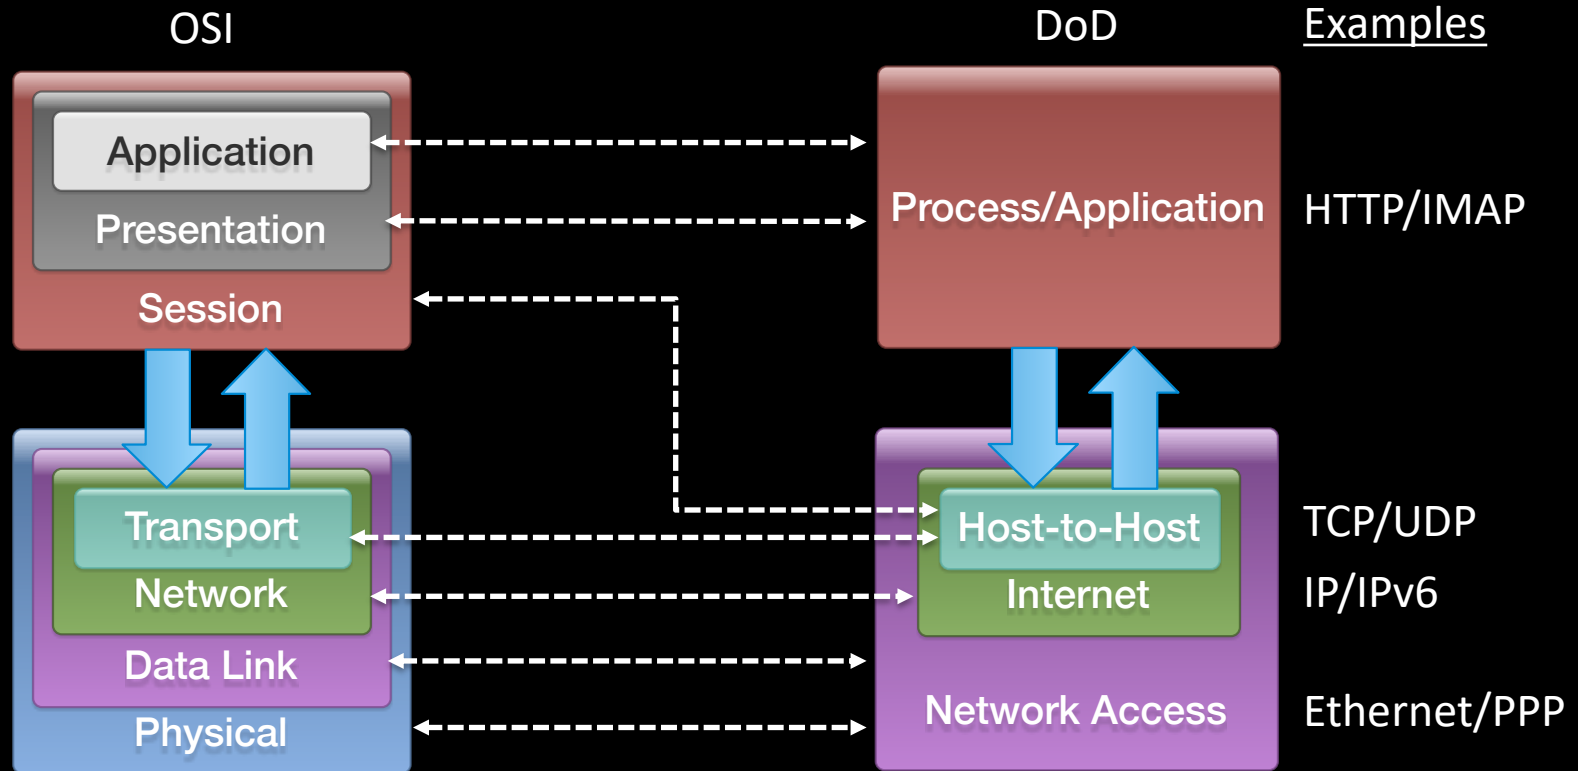 OSI
DoD
Examples
Application
Presentation
Session
Process/Application
HTTP/IMAP
Transport
Network
Data Link
Physical
Host-to-Host
Internet
Network Access
TCP/UDP
IP/IPv6
Ethernet/PPP